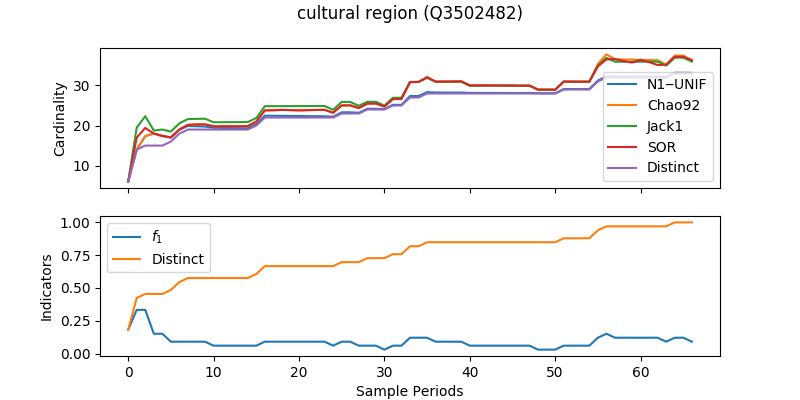 cultural region (Q3502482)
Cardinality
30
20
10
N1−UNIF
Chao92
Jack1
SOR
Distinct
Indicators
1.00
0.75
0.50
0.25
0.00
f1
Distinct
0 10 20 30 40 50 60
Sample Periods